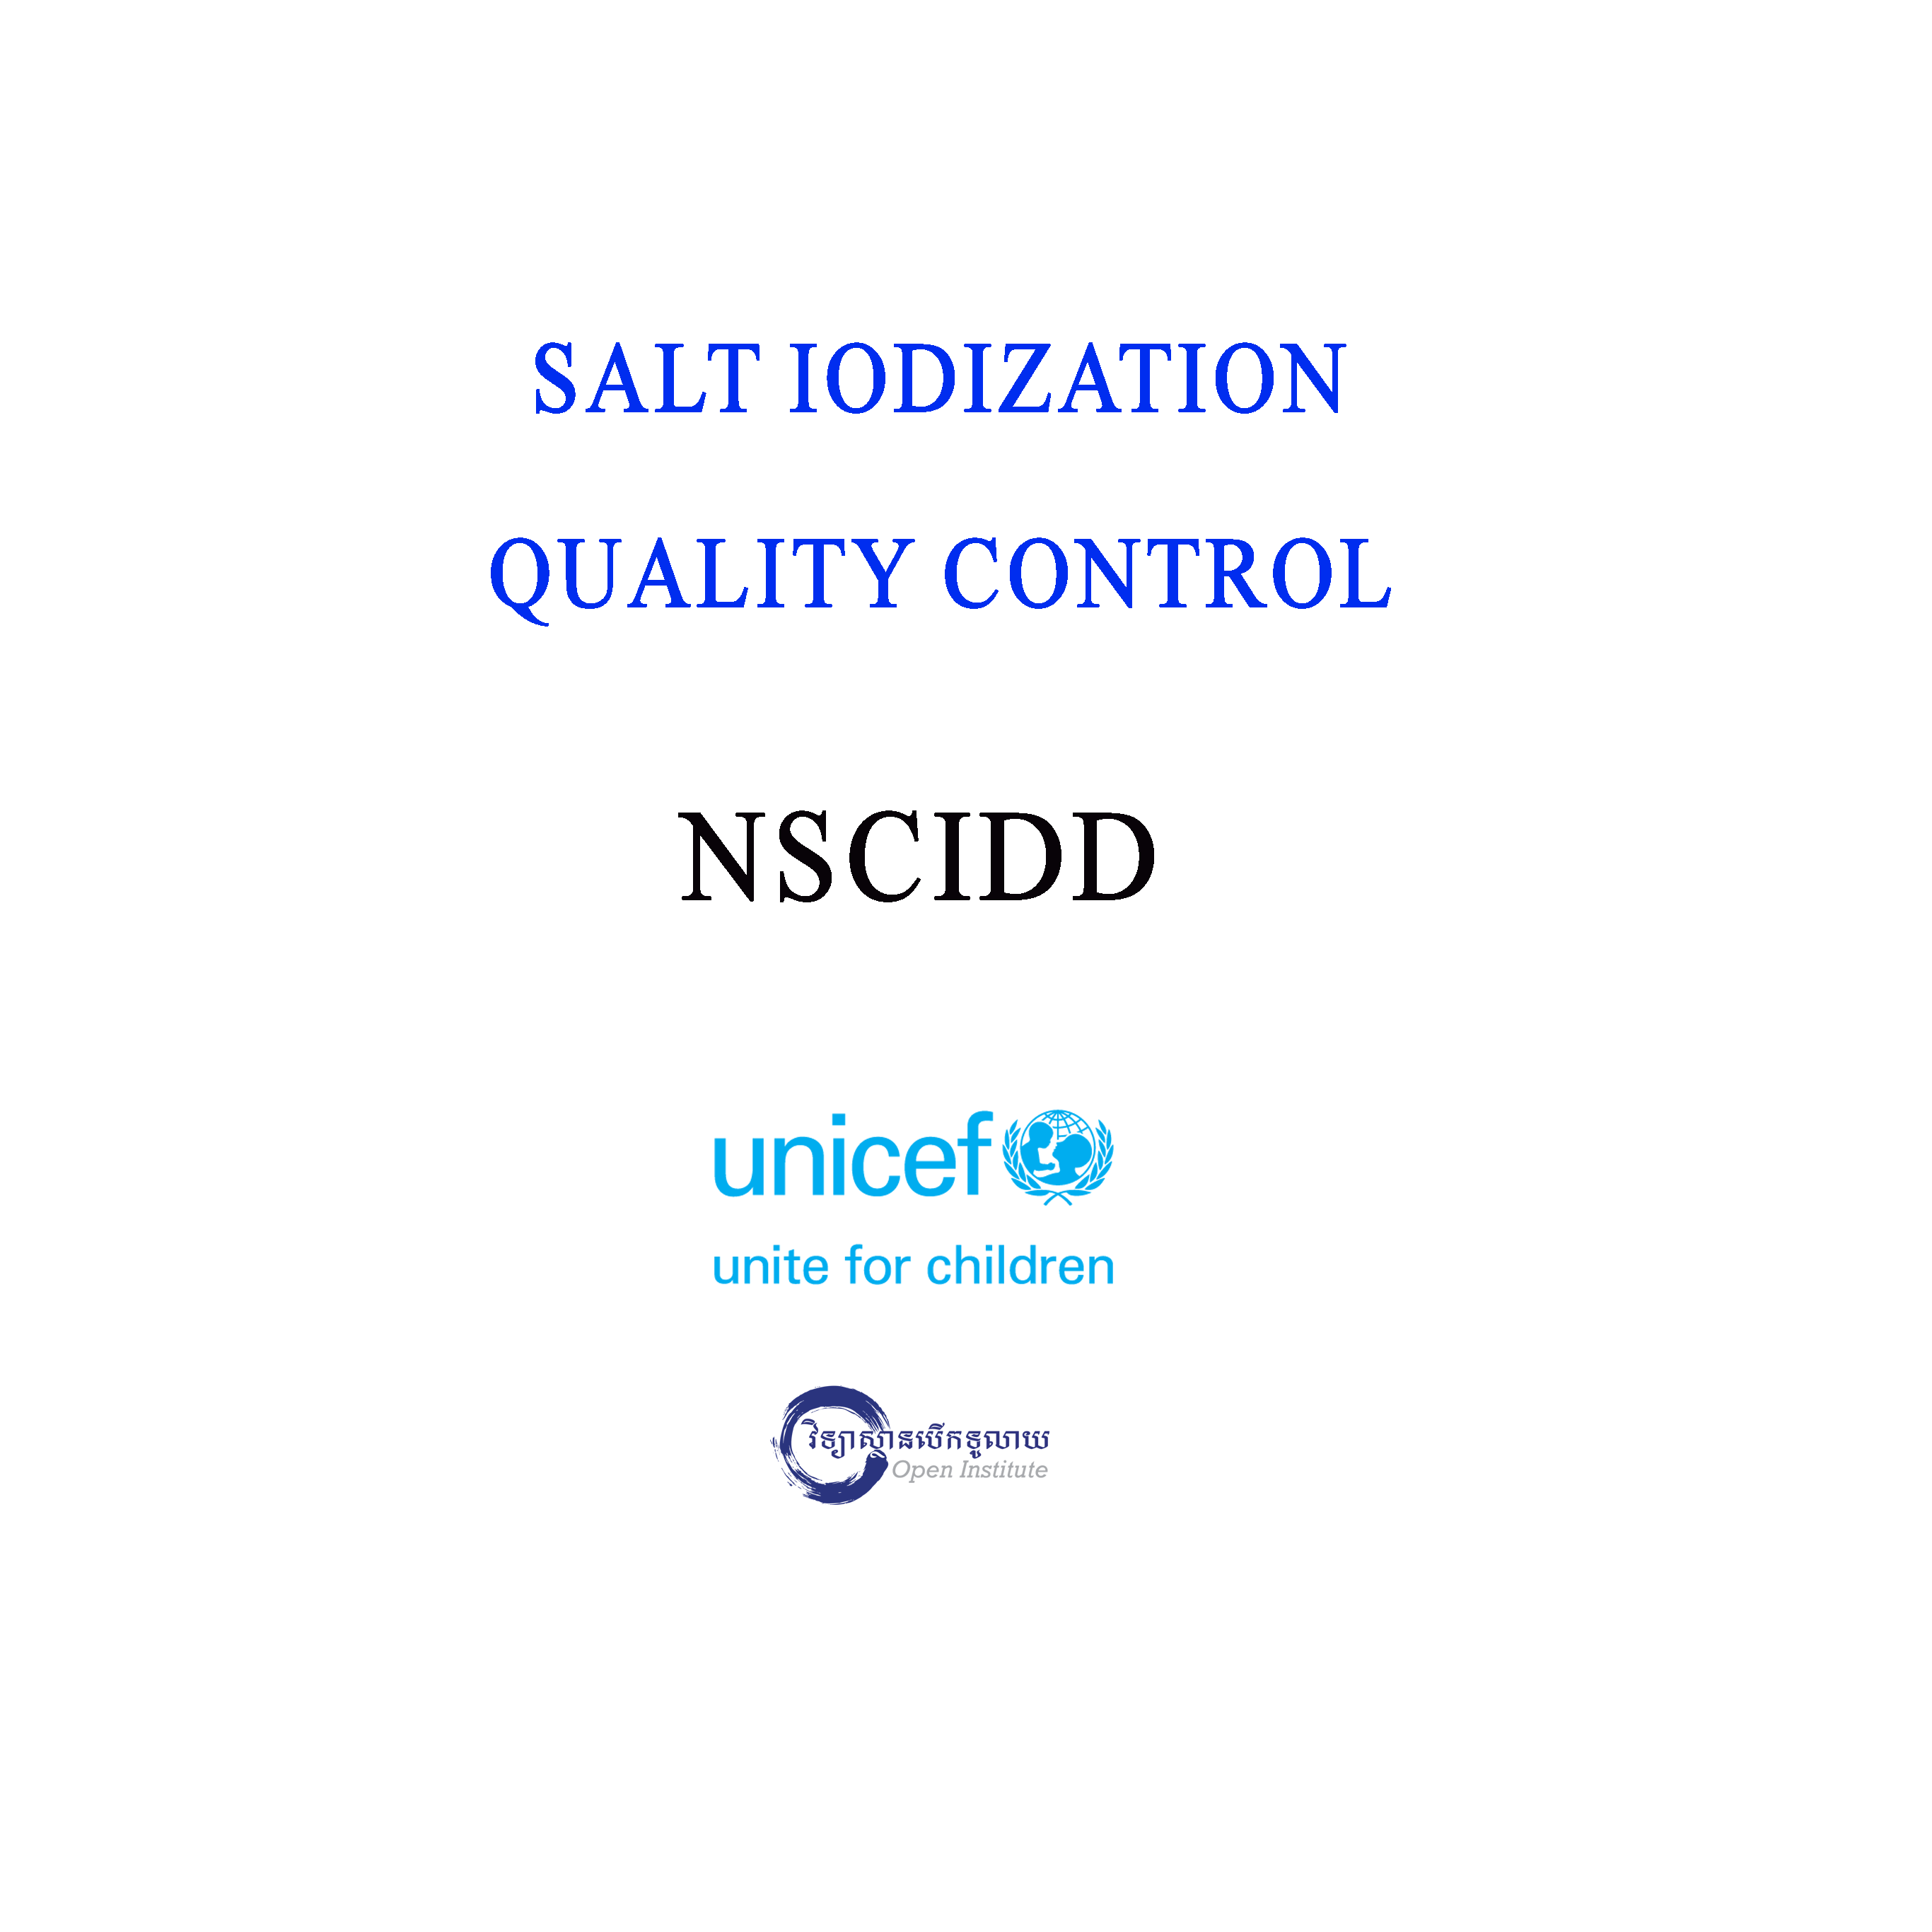 SALT IODIZATION
QUALITY CONTROL
NSCIDD
unicef
unite for children
វិទ្យាស្ថានបើកទូលាយ
Open Institute